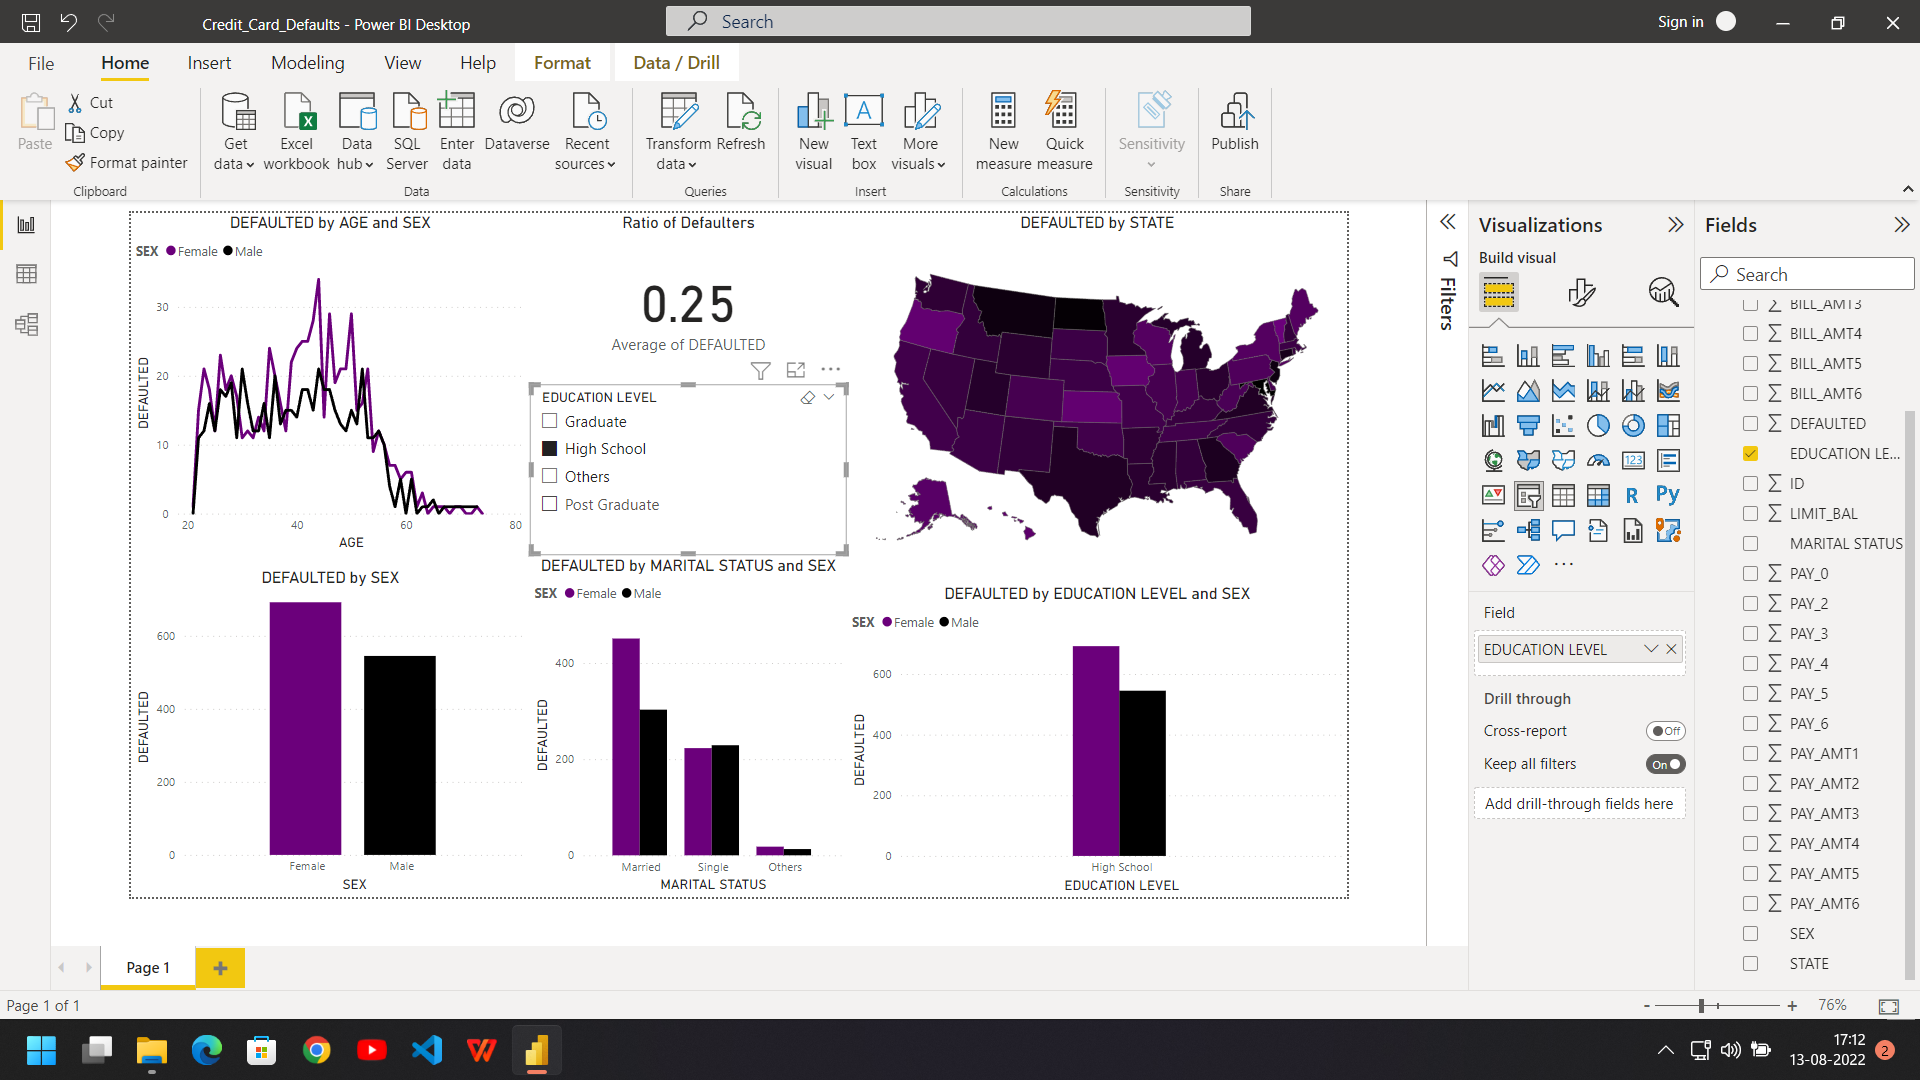 Credit_Card_Defaults - Power BI Desktop
Search
Sign in
File
Home
Insert
Modeling
View
Help
Format
Data / Drill
Paste
Cut
Copy
Format painter
Clipboard
Get data
Excel workbook
Data hub
SQL Server
Enter data
Dataverse
Recent sources
Data
Transform data
Refresh
Queries
New visual
Text box
More visuals
Insert
New measure
Quick measure
Calculations
Sensitivity
Sensitivity
Publish
Share
DEFAULTED by AGE and SEX
SEX Female Male
DEFAULTED
30
20
10
0
20 40 60 80
AGE
Ratio of Defaulters
0.25
Average of DEFAULTED
EDUCATION LEVEL
Graduate
High School
Others
Post Graduate
DEFAULTED by STATE
DEFAULTED by SEX
DEFAULTED
600
400
200
0
Female Male
SEX
DEFAULTED by MARITAL STATUS and SEX
SEX Female Male
DEFAULTED
400
200
0
Married Single Others
MARITAL STATUS
DEFAULTED by EDUCATION LEVEL and SEX
SEX Female Male
DEFAULTED
600
400
200
0
High School
EDUCATION LEVEL
Filters
Visualizations
Build visual
123
R
Py
Field
EDUCATION LEVEL
Drill through
Cross-report
Off
Keep all filters
On
Add drill-through fields here
Fields
Search
BILL_AMT3
BILL_AMT4
BILL_AMT5
BILL_AMT6
DEFAULTED
EDUCATION LE...
ID
LIMIT_BAL
MARITAL STATUS
PAY_0
PAY_2
PAY_3
PAY_4
PAY_5
PAY_6
PAY_AMT1
PAY_AMT2
PAY_AMT3
PAY_AMT4
PAY_AMT5
PAY_AMT6
SEX
STATE
Page 1
Page 1 of 1
- + 76%
17:12
13-08-2022
2